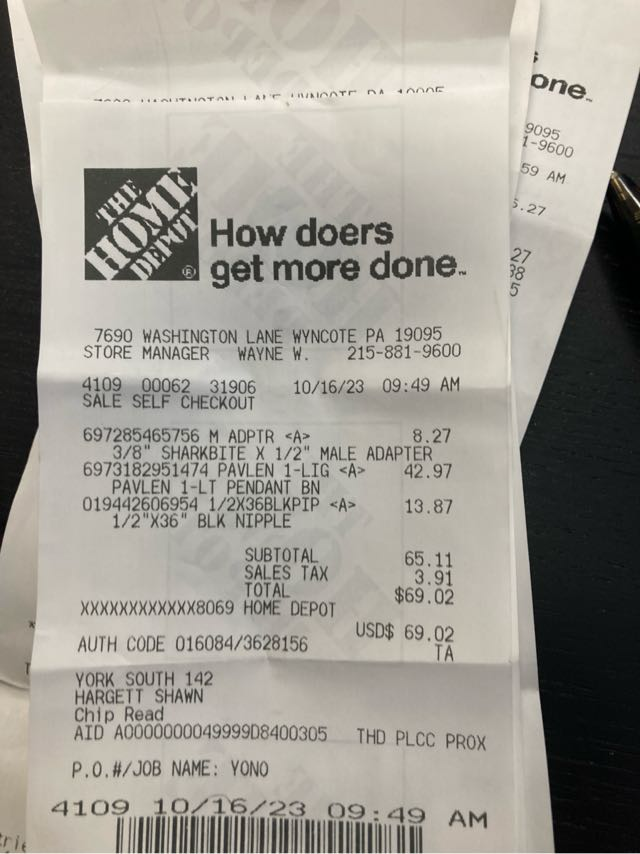 one.
9095
1-9600
59 AM
5.27
27
38
5
THE
HOME
DEPOT
How doers
get more done.™
7690 WASHINGTON LANE WYNCOTE PA 19095
STORE MANAGER WAYNE W. 215-881-9600
4109 00062 31906 10/16/23 09:49 AM
SALE SELF CHECKOUT
697285465756 M ADPTR <A> 8.27
3/8" SHARKBITE X 1/2" MALE ADAPTER
6973182951474 PAVLEN 1-LIG <A> 42.97
PAVLEN 1-LT PENDANT BN
019442606954 1/2X36BLKPIP <A> 13.87
1/2"X36" BLK NIPPLE
SUBTOTAL 65.11
SALES TAX 3.91
TOTAL $69.02
XXXXXXXXXXXX8069 HOME DEPOT
USD$ 69.02
AUTH CODE 016084/3628156 TA
YORK SOUTH 142
HARGETT SHAWN
Chip Read
AID A0000000049999D8400305 THD PLCC PROX
P.O.#/JOB NAME: YONO
4109 10/16/23 09:49 AM